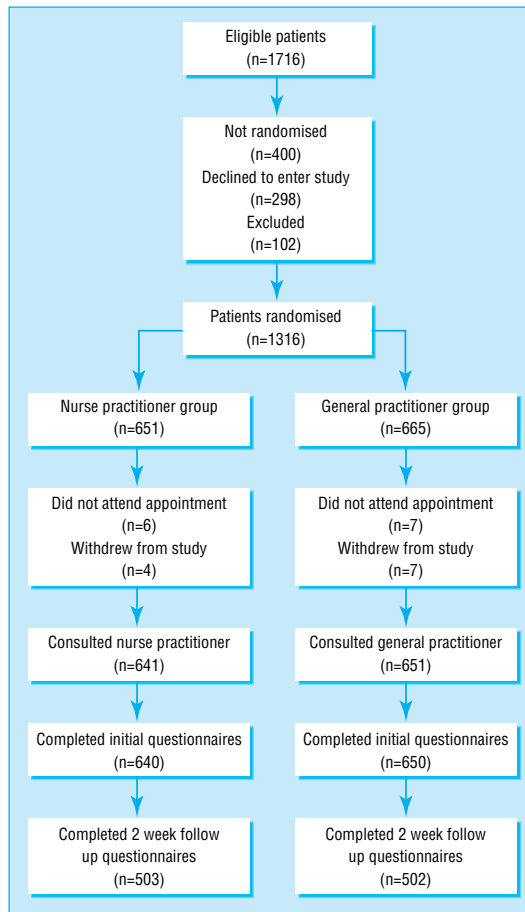 Eligible patients
(n=1716)
Not randomised
(n=400)
Declined to enter study
(n=298)
Excluded
(n=102)
Patients randomised
(n=1316)
Nurse practitioner group
(n=651)
General practitioner group
(n=665)
Did not attend appointment
(n=6)
Withdrew from study
(n=4)
Did not attend appointment
(n=7)
Withdrew from study
(n=7)
Consulted nurse practitioner
(n=641)
Consulted general practitioner
(n=651)
Completed initial questionnaires
(n=640)
Completed initial questionnaires
(n=650)
Completed 2 week follow
up questionnaires
(n=503)
Completed 2 week follow
up questionnaires
(n=502)